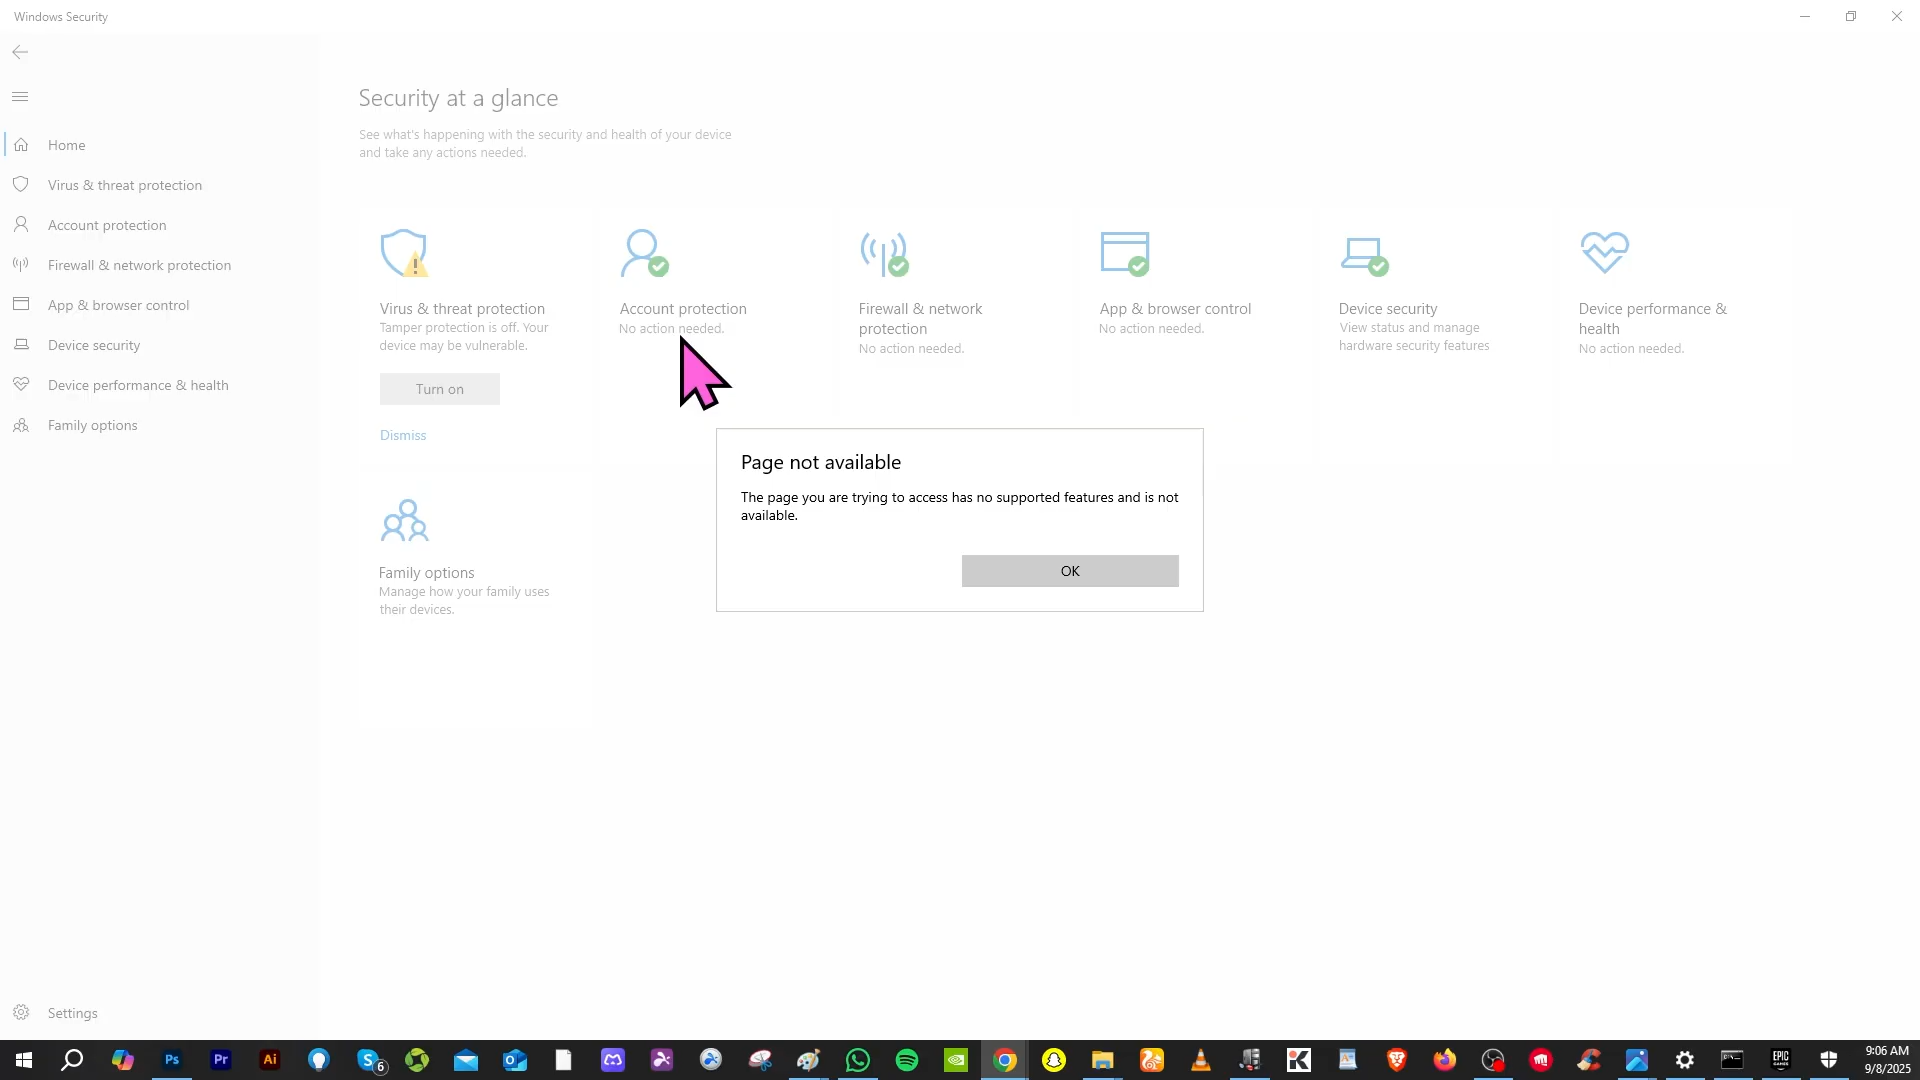 Windows Security
Security at a glance
See what's happening with the security and health of your device
and take any actions needed.
Home
Virus & threat protection
Account protection
Firewall & network protection
App & browser control
Device security
Device performance & health
Family options
Virus & threat protection
Tamper protection is off. Your
device may be vulnerable.
Turn on
Dismiss
Account protection
No action needed.
Firewall & network
protection
No action needed.
App & browser control
No action needed.
Device security
View status and manage
hardware security features
Device performance &
health
No action needed.
Family options
Manage how your family uses
their devices.
Page not available
The page you are trying to access has no supported features and is not
available.
OK
Settings
Ps
Pr
Ai
S
6
EPIC
GAMES
9:06 AM
9/8/2025